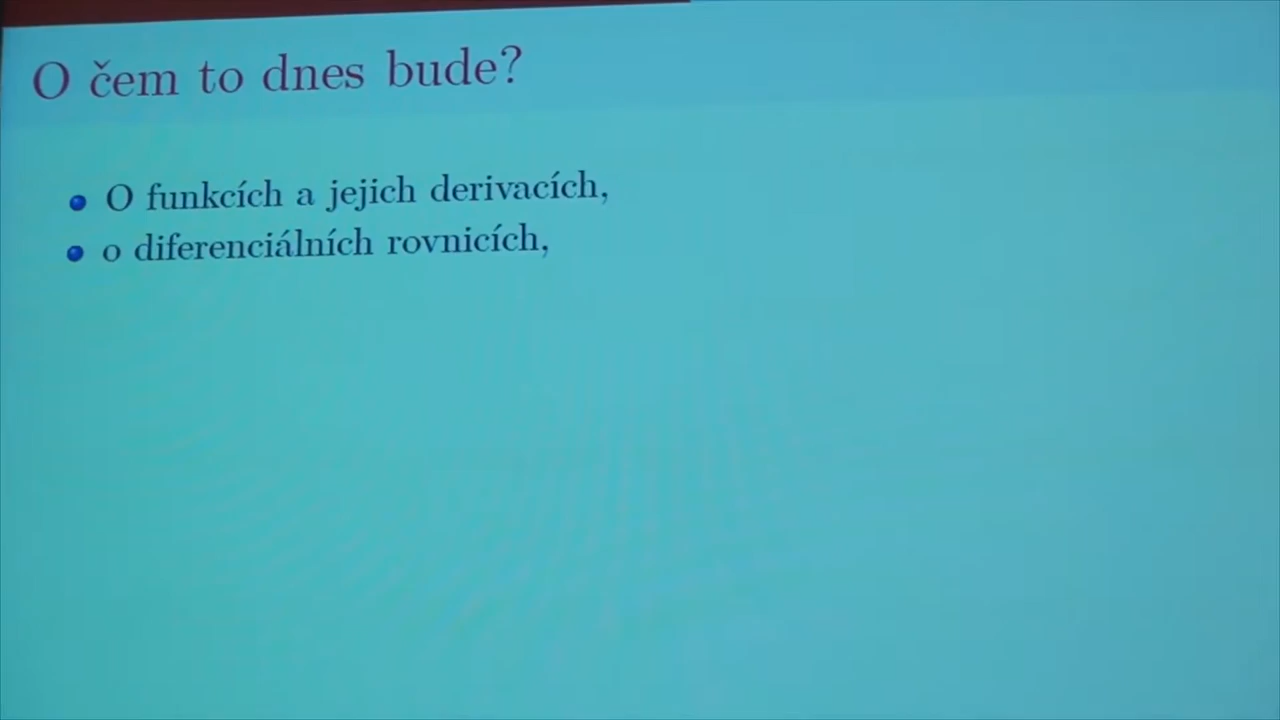 O čem to dnes bude?
O funkcích a jejich derivacích,
o diferenciálních rovnicích,